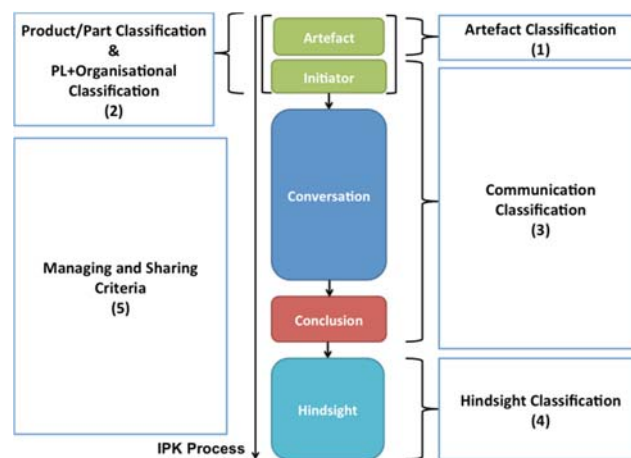 Product/Part Classification
&
PL+Organisational
Classification
(2)
Artefact
Initiator
Artefact Classification
(1)
Conversation
Communication
Classification
(3)
Managing and Sharing
Criteria
(5)
Conclusion
Hindsight
Hindsight Classification
(4)
IPK Process